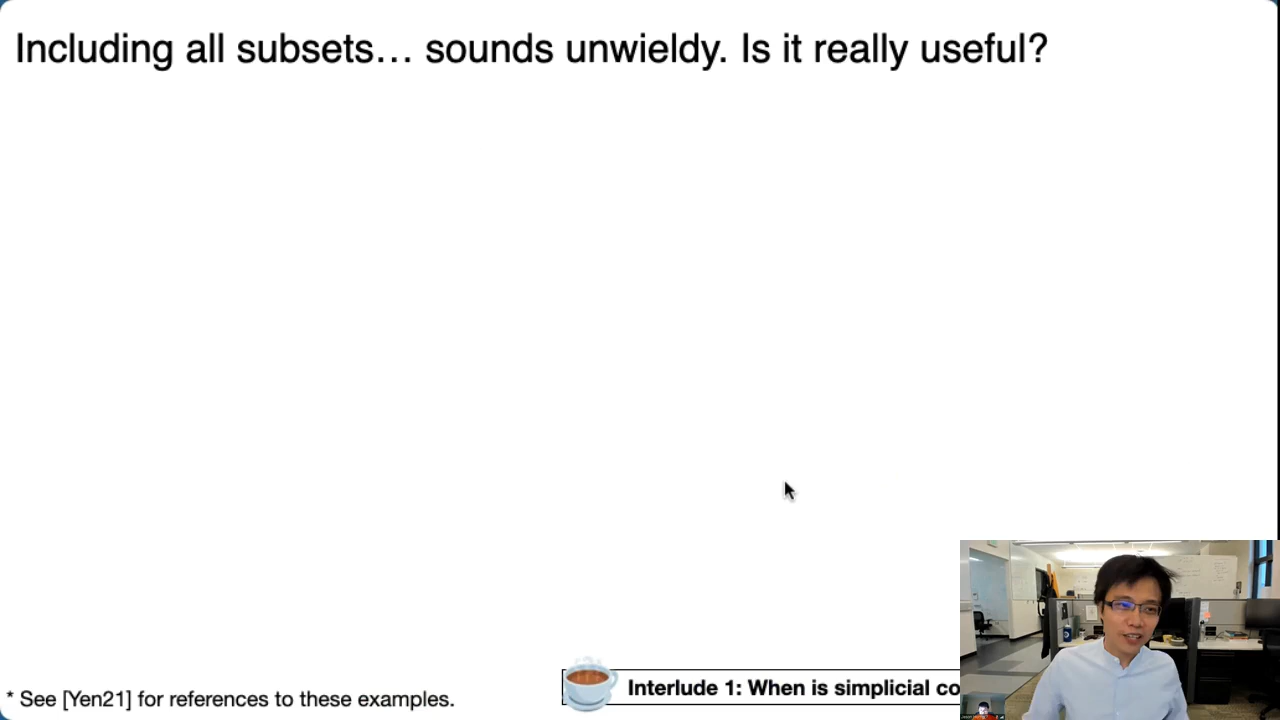 Including all subsets… sounds unwieldy. Is it really useful?
* See [Yen21] for references to these examples.
Interlude 1: When is simplicial co